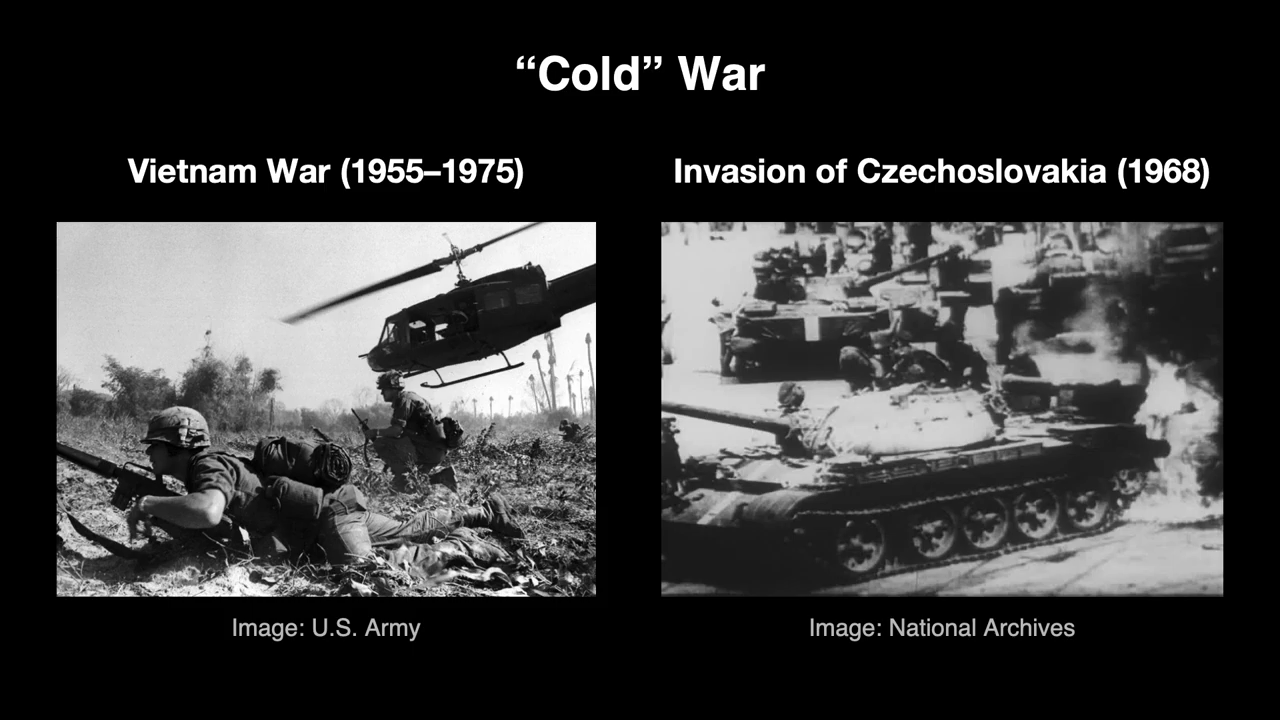 “Cold” War
Vietnam War (1955–1975)
Invasion of Czechoslovakia (1968)
Image: U.S. Army
Image: National Archives